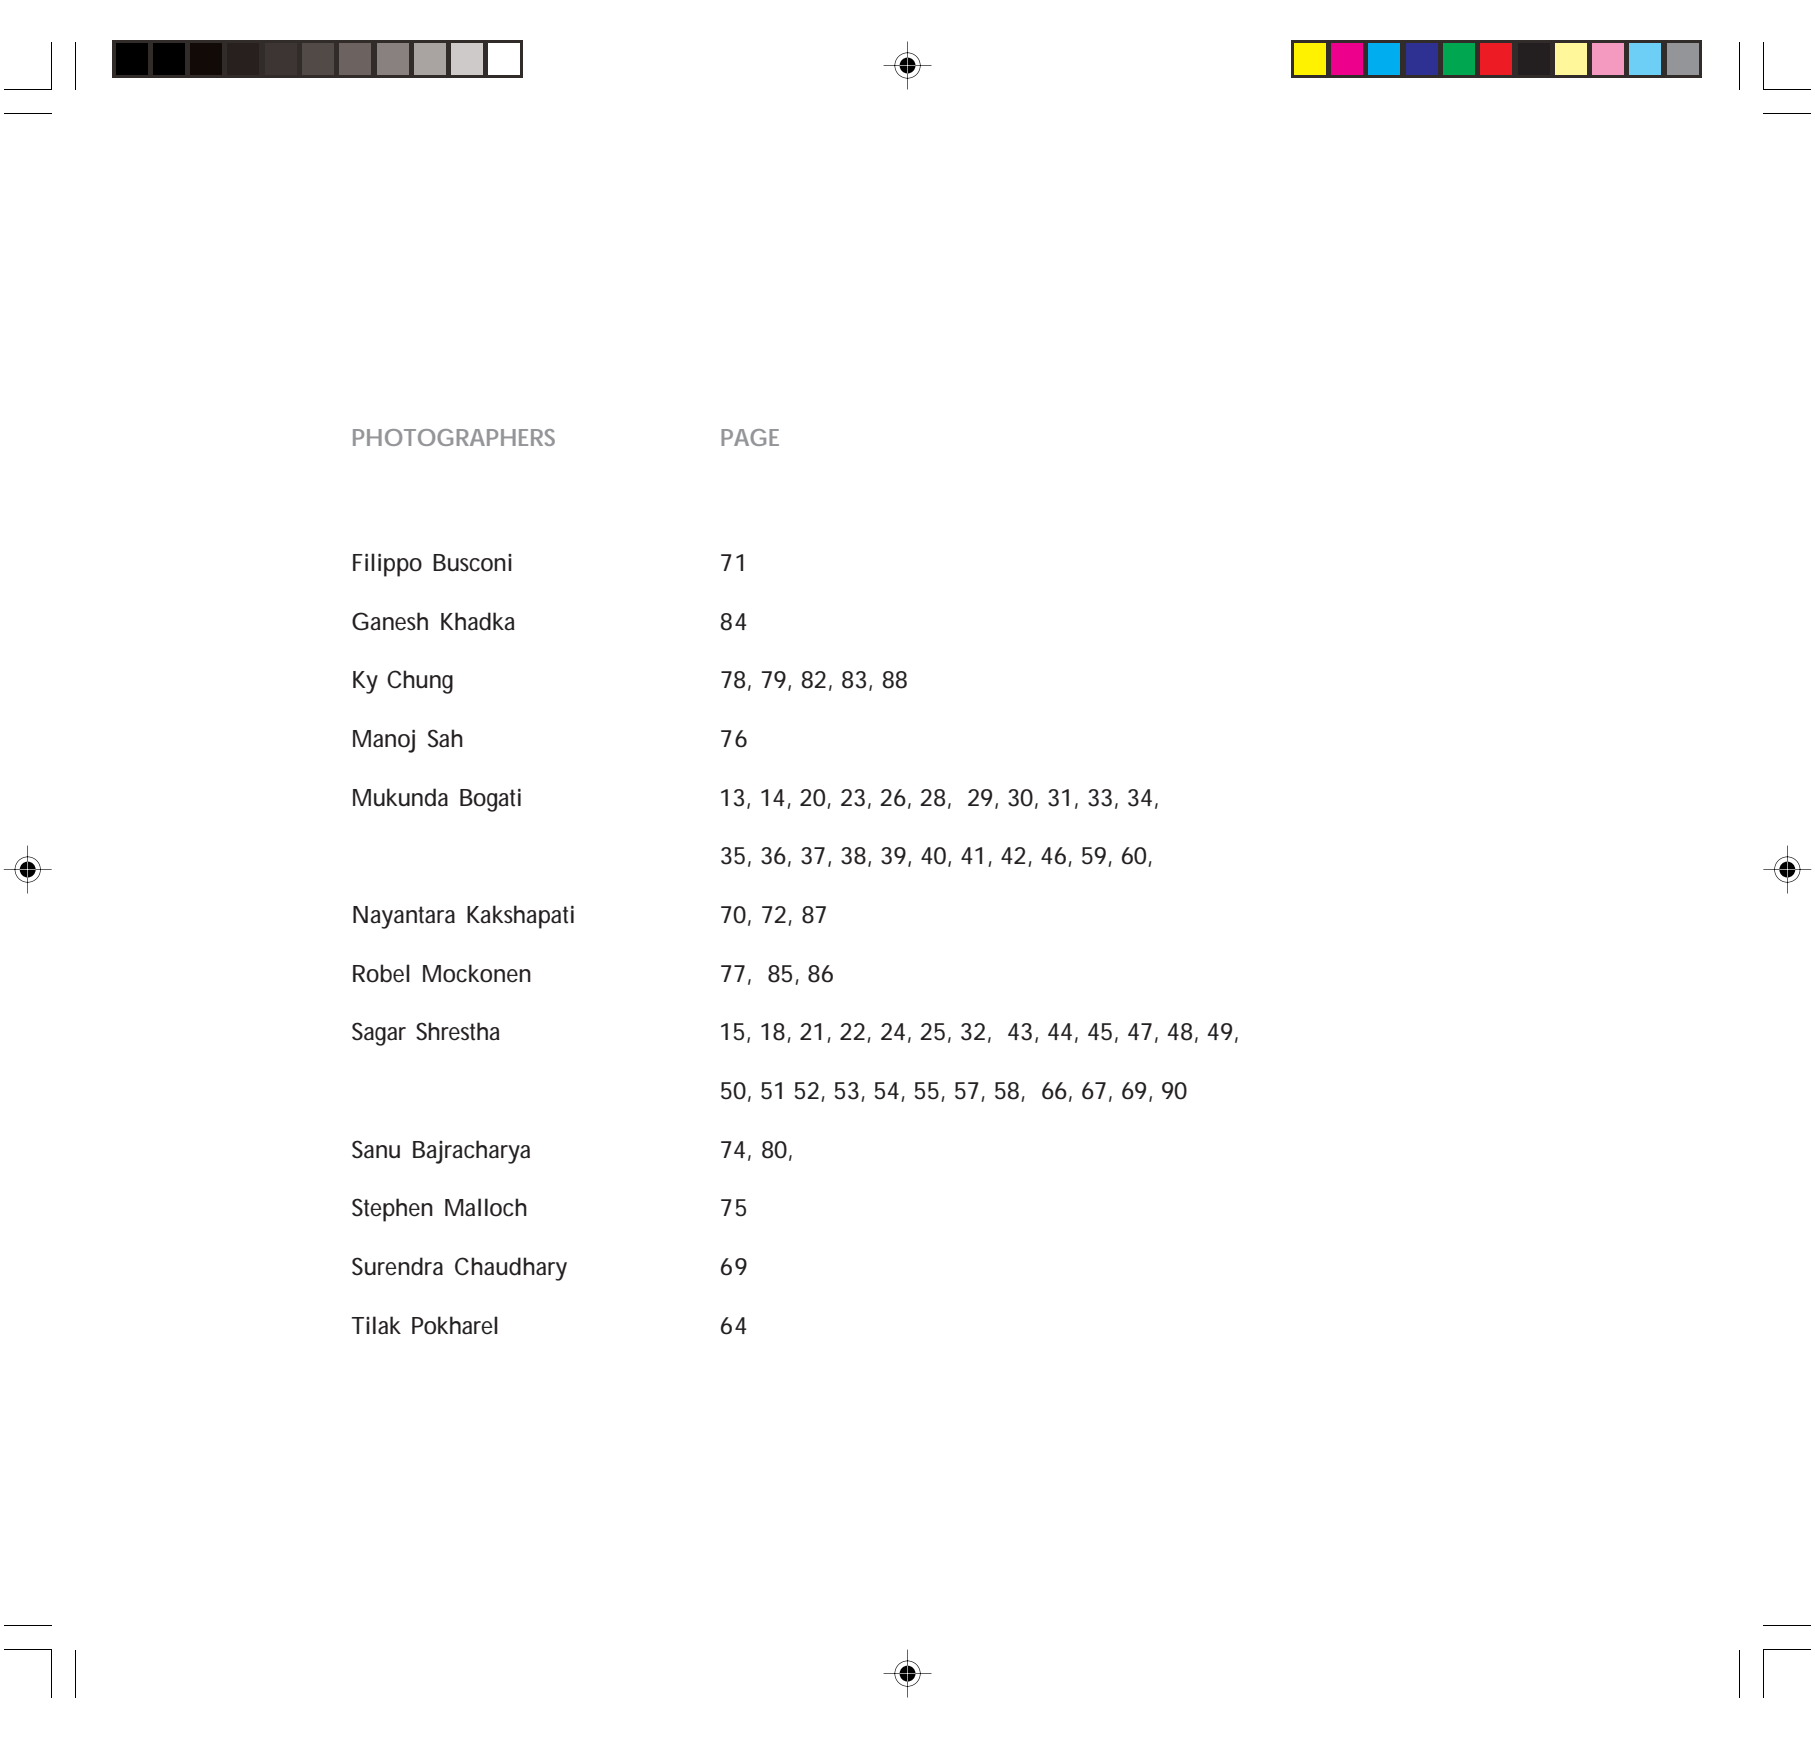 PHOTOGRAPHERS PAGE
Filippo Busconi 71
Ganesh Khadka 84
Ky Chung 78, 79, 82, 83, 88
Manoj Sah 76
Mukunda Bogati 13, 14, 20, 23, 26, 28, 29, 30, 31, 33, 34,
35, 36, 37, 38, 39, 40, 41, 42, 46, 59, 60,
Nayantara Kakshapati 70, 72, 87
Robel Mockonen 77, 85, 86
Sagar Shrestha 15, 18, 21, 22, 24, 25, 32, 43, 44, 45, 47, 48, 49,
50, 51 52, 53, 54, 55, 57, 58, 66, 67, 69, 90
Sanu Bajracharya 74, 80,
Stephen Malloch 75
Surendra Chaudhary 69
Tilak Pokharel 64